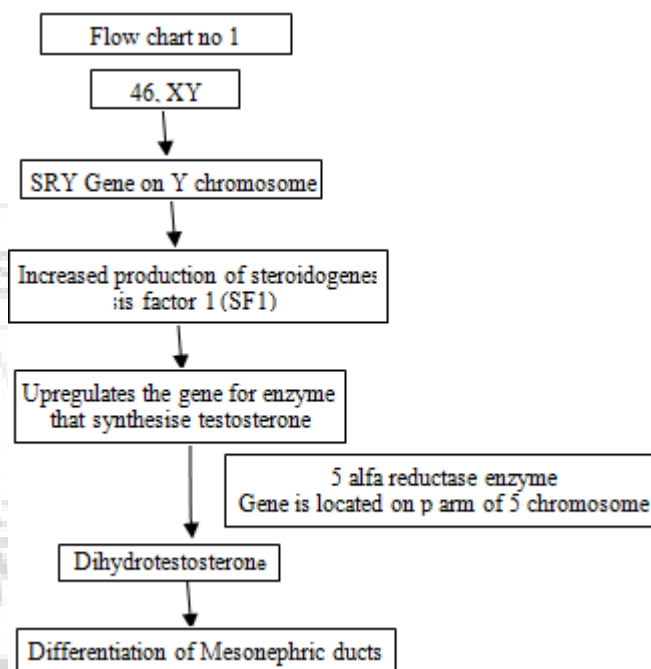 Flow chart no 1
46, XY
SRY Gene on Y chromosome
Increased production of steroidogenes
is factor 1 (SF1)
Upregulates the gene for enzyme
that synthesise testosterone
5 alfa reductase enzyme
Gene is located on p arm of 5 chromosome
Dihydrotestosterone
Differentiation of Mesonephric ducts